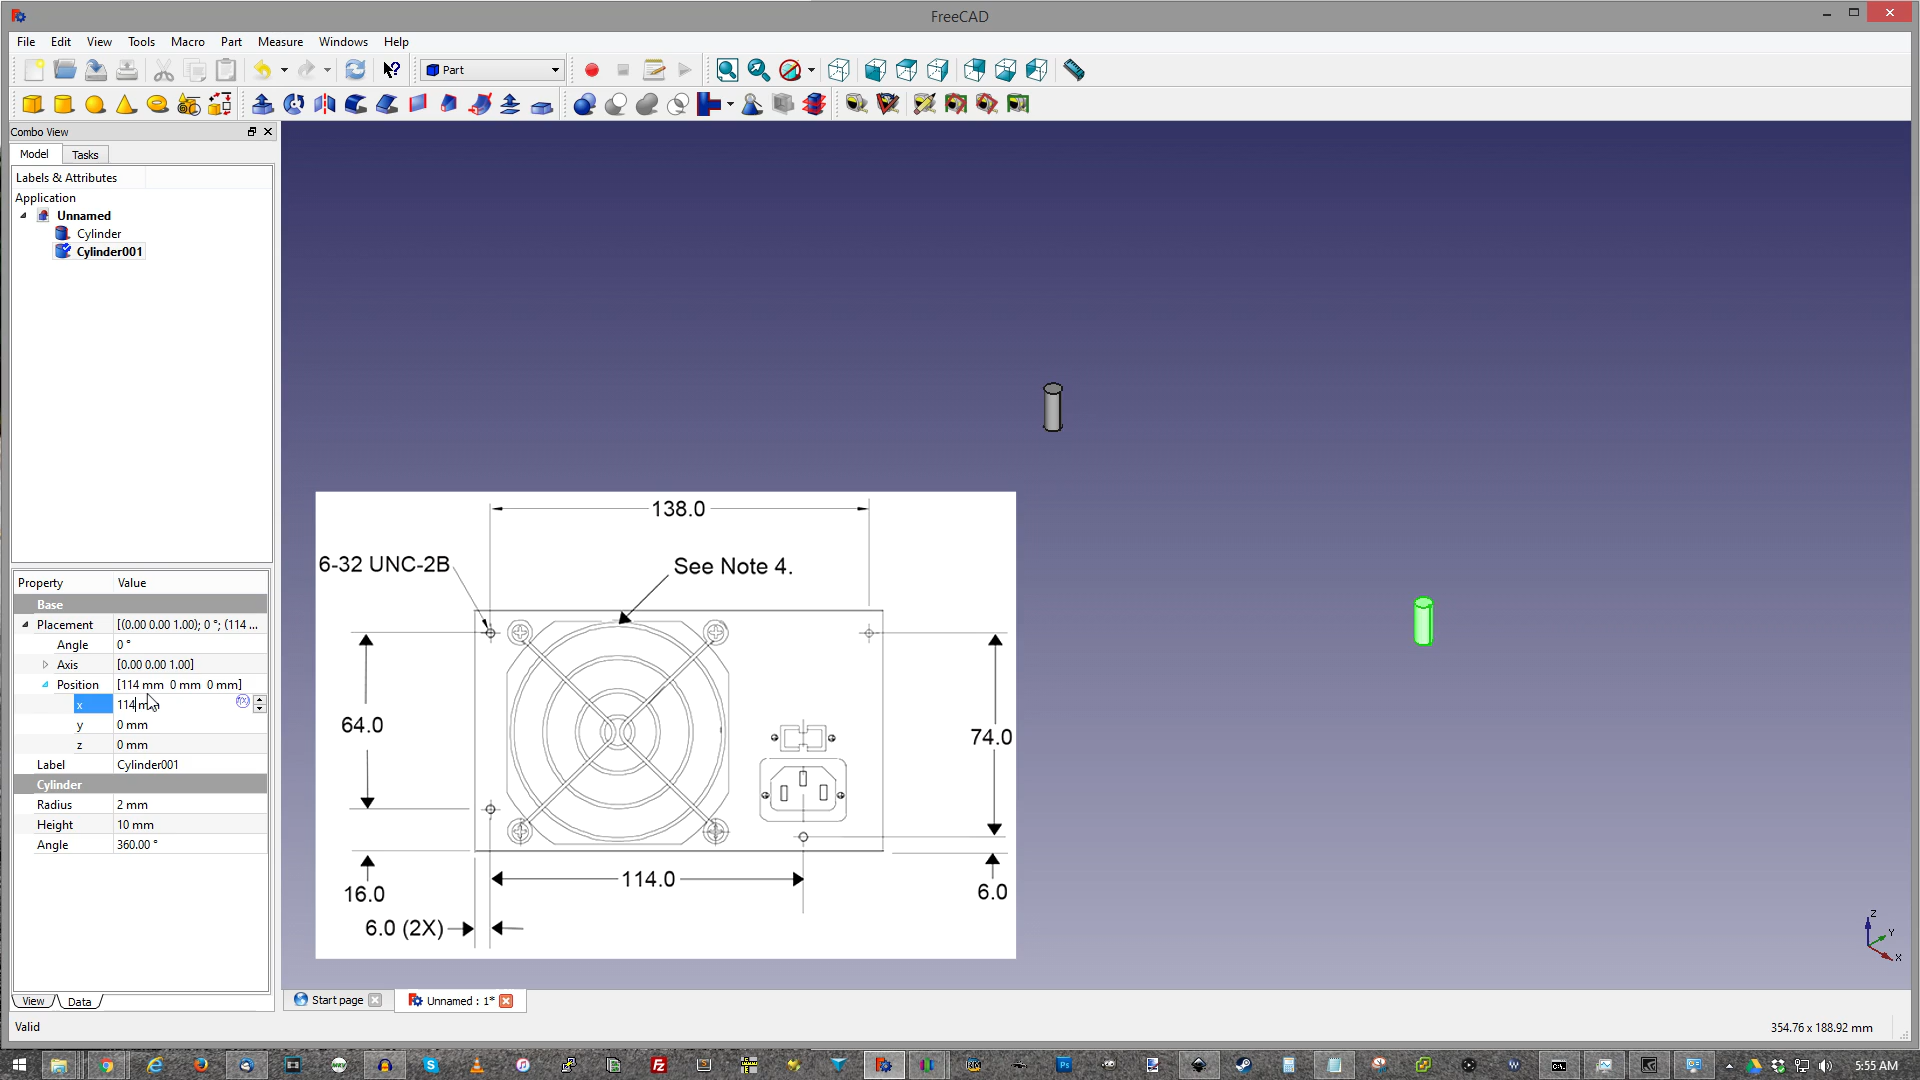 FreeCAD
File Edit View Tools Macro Part Measure Windows Help
Part
Combo View
Model Tasks
Labels & Attributes
Application
Unnamed
Cylinder
Cylinder001
Property Value
Base
Placement [(0.00 0.00 1.00); 0 °; (114 ...
Angle 0 °
Axis [0.00 0.00 1.00]
Position [114 mm 0 mm 0 mm]
x 114 mm
y 0 mm
z 0 mm
Label Cylinder001
Cylinder
Radius 2 mm
Height 10 mm
Angle 360.00 °
View Data
138.0
6-32 UNC-2B
See Note 4.
64.0
74.0
114.0
16.0
6.0
6.0 (2X)
Z
Y
X
Start page
Unnamed : 1*
Valid
354.76 x 188.92 mm
5:55 AM